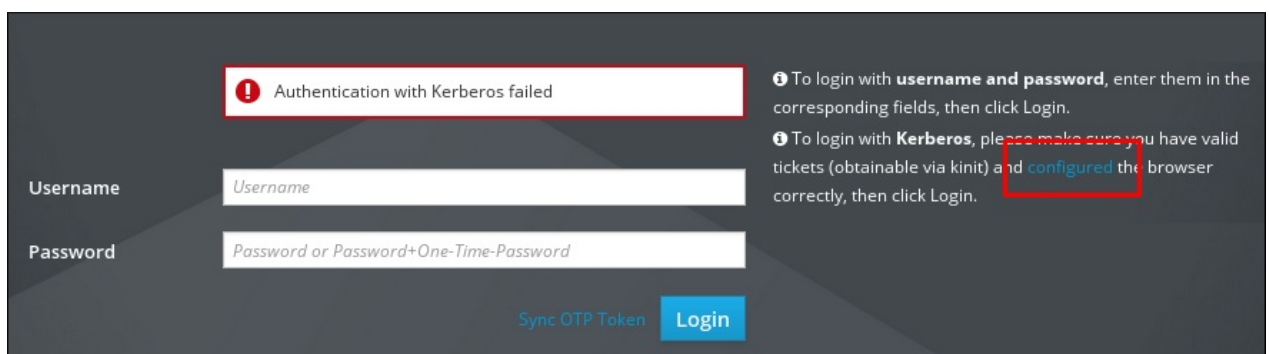 Authentication with Kerberos failed
Username
Username
Password
Password or Password+One-Time-Password
Sync OTP Token
Login
To login with username and password, enter them in the
corresponding fields, then click Login.
To login with Kerberos, please make sure you have valid
tickets (obtainable via kinit) and configured the browser
correctly, then click Login.